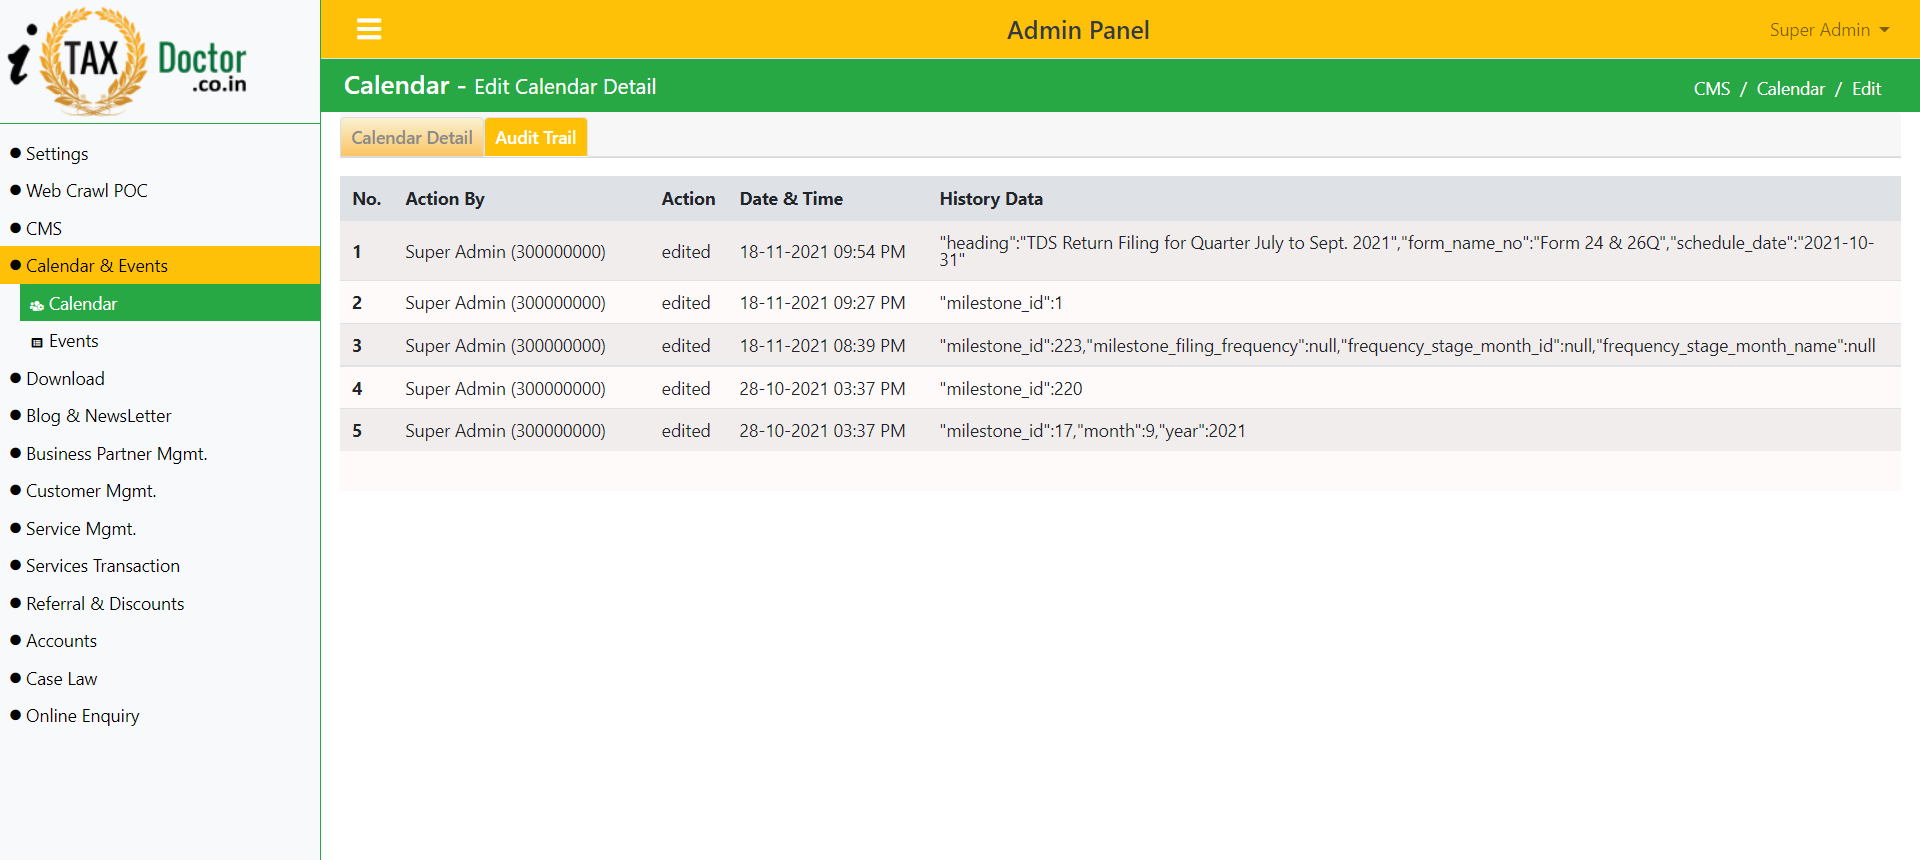 i TAX Doctor
.co.in
Admin Panel
Super Admin
Calendar - Edit Calendar Detail
CMS / Calendar / Edit
Settings
Web Crawl POC
CMS
Calendar & Events
Calendar
Events
Download
Blog & NewsLetter
Business Partner Mgmt.
Customer Mgmt.
Service Mgmt.
Services Transaction
Referral & Discounts
Accounts
Case Law
Online Enquiry
Calendar Detail Audit Trail
No. Action By Action Date & Time History Data
1 Super Admin (300000000) edited 18-11-2021 09:54 PM "heading":"TDS Return Filing for Quarter July to Sept. 2021","form_name_no":"Form 24 & 26Q","schedule_date":"2021-10-
31"
2 Super Admin (300000000) edited 18-11-2021 09:27 PM "milestone_id":1
3 Super Admin (300000000) edited 18-11-2021 08:39 PM "milestone_id":223,"milestone_filing_frequency":null,"frequency_stage_month_id":null,"frequency_stage_month_name":null
4 Super Admin (300000000) edited 28-10-2021 03:37 PM "milestone_id":220
5 Super Admin (300000000) edited 28-10-2021 03:37 PM "milestone_id":17,"month":9,"year":2021